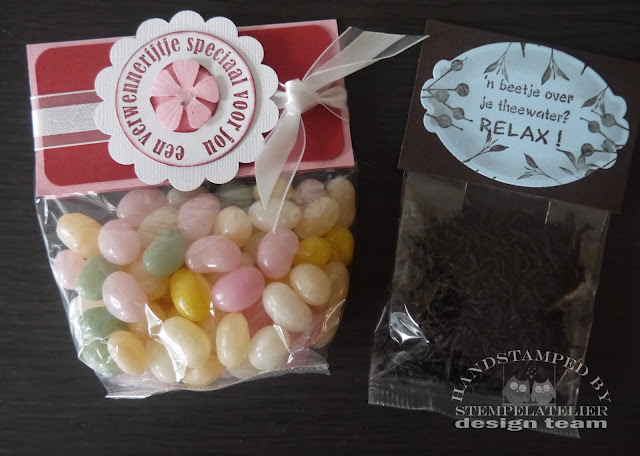 een verwennerijtje speciaal voor jou
'n beetje over
je theewater?
RELAX!
HANDSTAMPED BY
STEMPELATELIER
design team